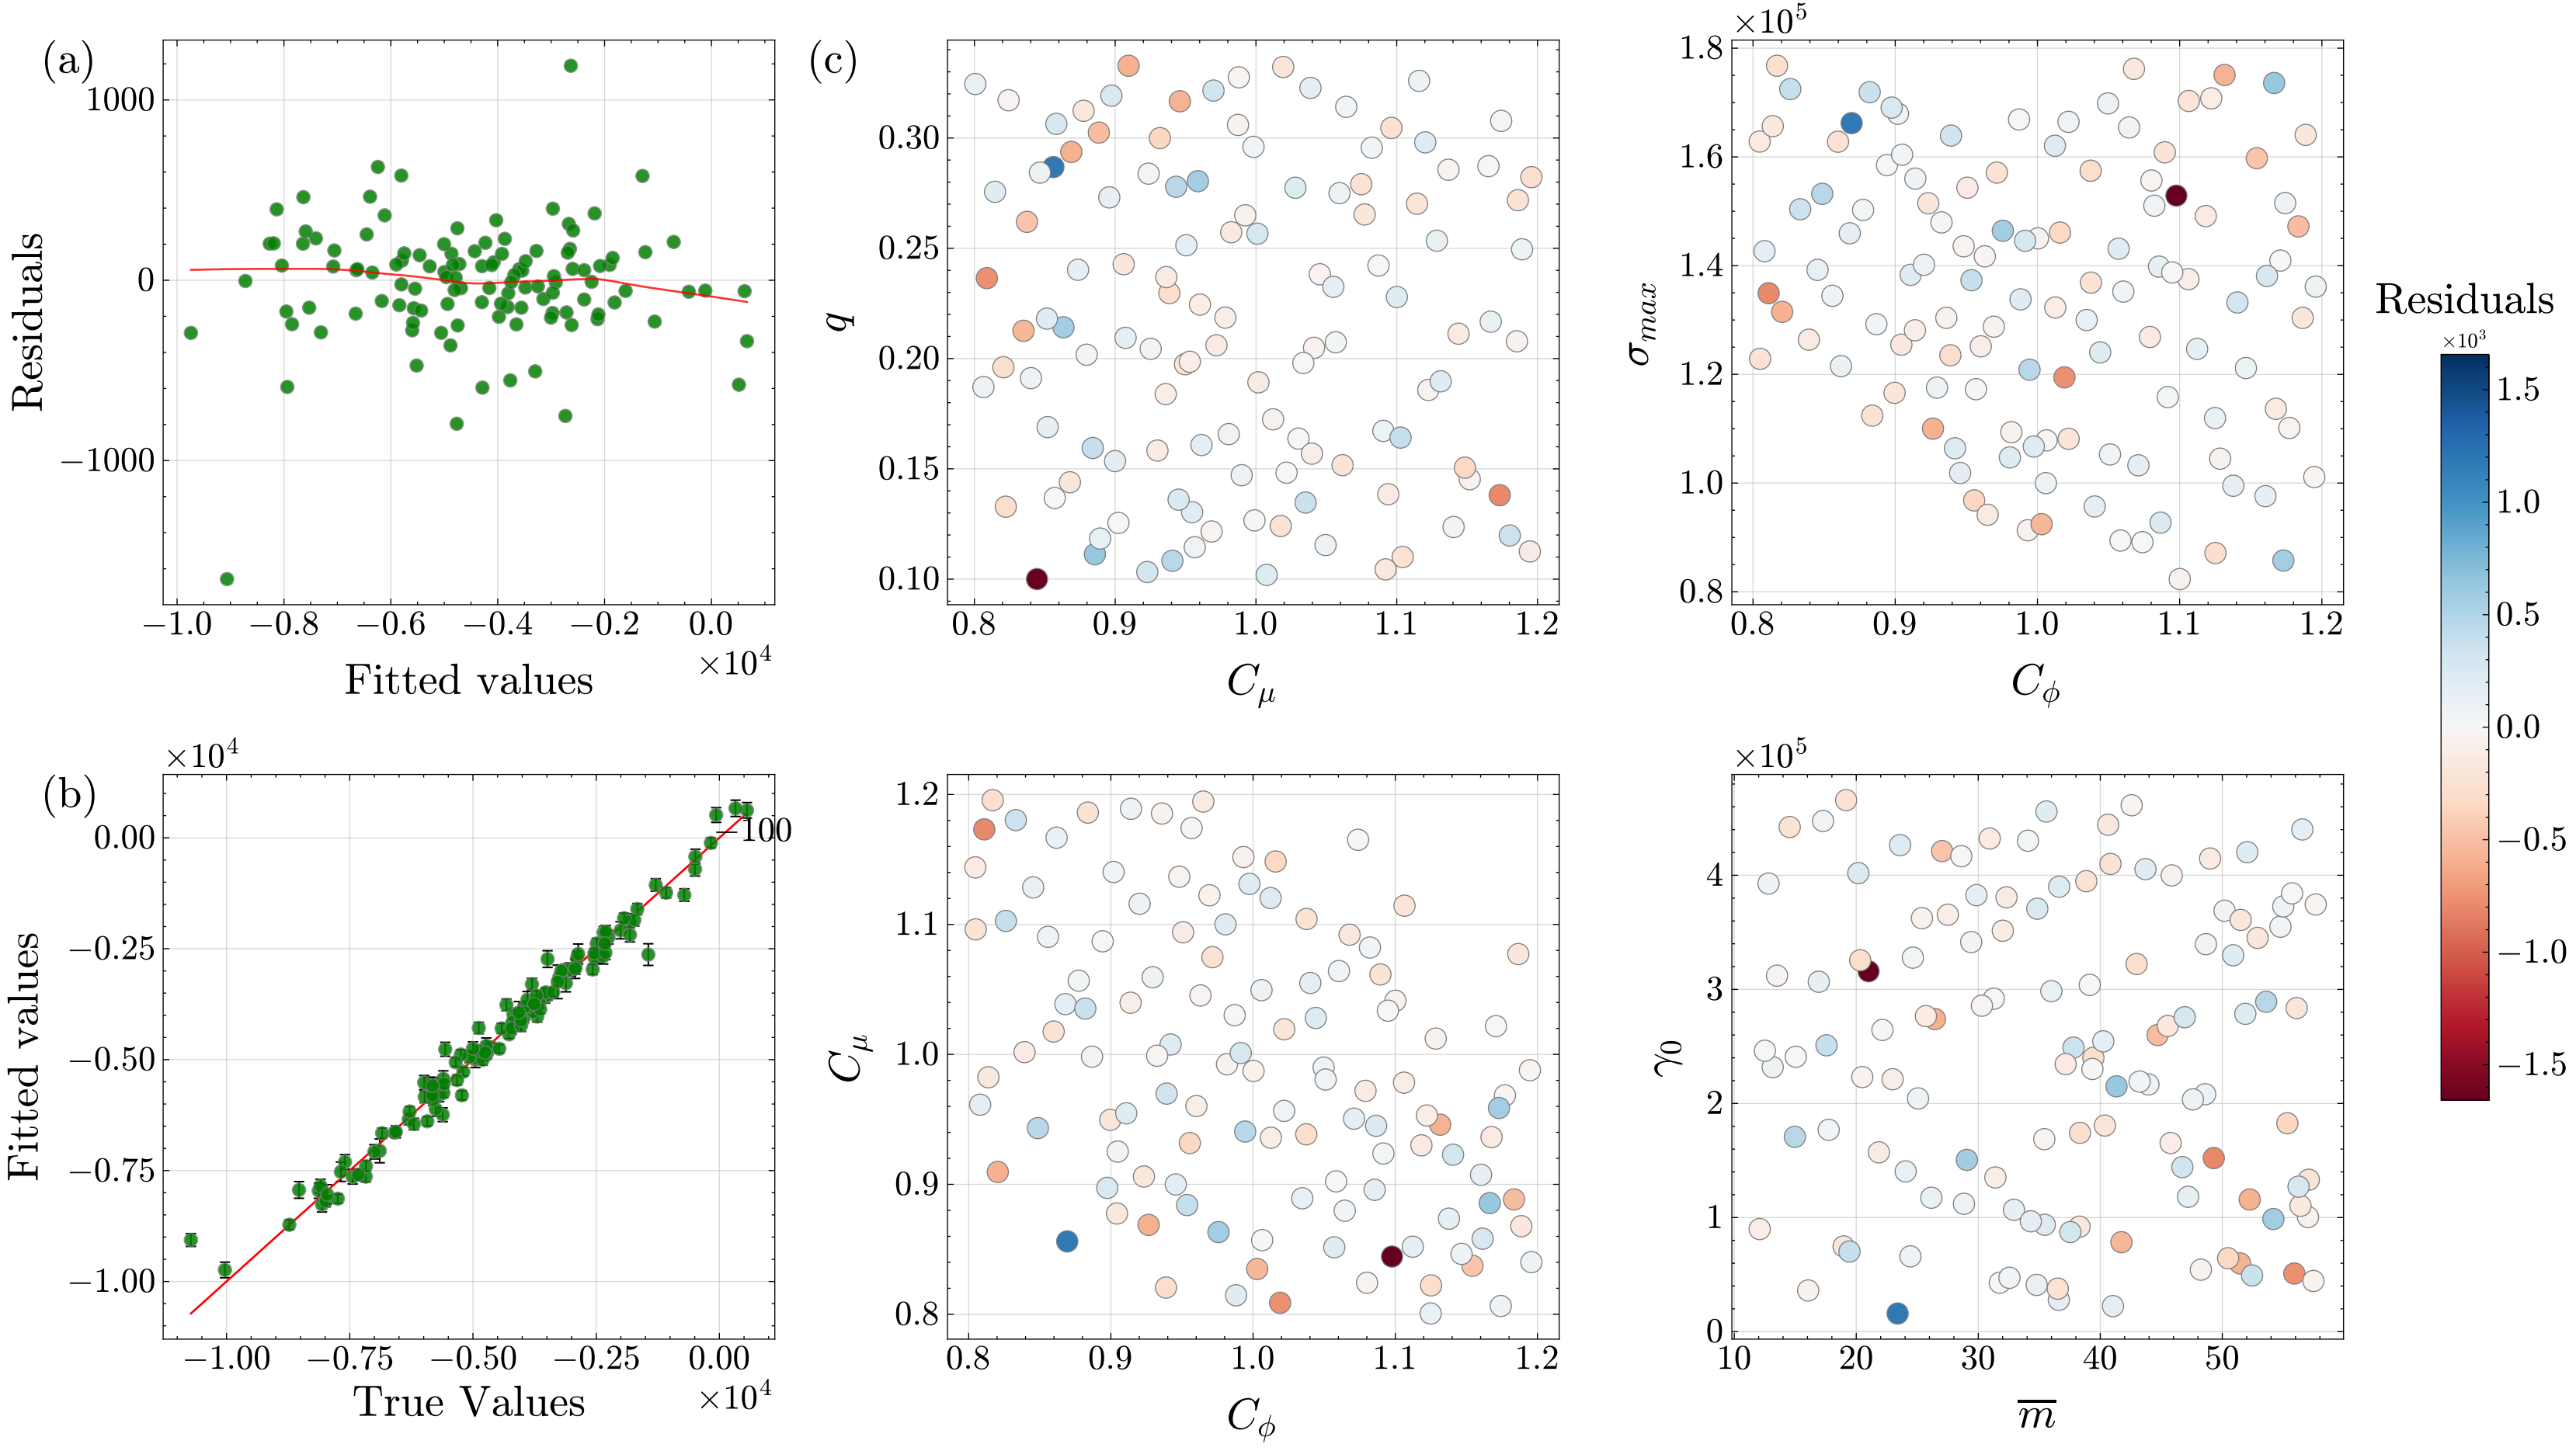 (a)
1000
0
−1000
Residuals
−1.0 −0.8 −0.6 −0.4 −0.2 0.0
×10⁴
Fitted values
(c)
0.30
0.25
0.20
0.15
0.10
q
0.8 0.9 1.0 1.1 1.2
C_μ
×10⁵
1.8
1.6
1.4
1.2
1.0
0.8
σ_max
0.8 0.9 1.0 1.1 1.2
C_ϕ
Residuals
×10³
1.5
1.0
0.5
0.0
−0.5
−1.0
−1.5
(b)
×10⁴
0.00
−0.25
−0.50
−0.75
−1.00
Fitted values
−100
−1.00 −0.75 −0.50 −0.25 0.00
×10⁴
True Values
1.2
1.1
1.0
0.9
0.8
C_μ
0.8 0.9 1.0 1.1 1.2
C_ϕ
×10⁵
4
3
2
1
0
γ₀
10 20 30 40 50
m̅